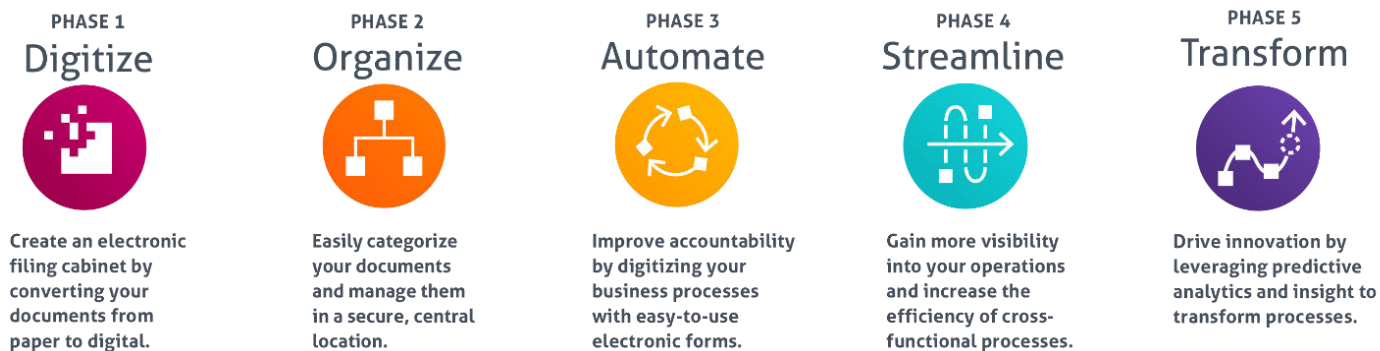 PHASE 1
Digitize
Create an electronic
filing cabinet by
converting your
documents from
paper to digital.
PHASE 2
Organize
Easily categorize
your documents
and manage them
in a secure, central
location.
PHASE 3
Automate
Improve accountability
by digitizing your
business processes
with easy-to-use
electronic forms.
PHASE 4
Streamline
Gain more visibility
into your operations
and increase the
efficiency of cross-
functional processes.
PHASE 5
Transform
Drive innovation by
leveraging predictive
analytics and insight to
transform processes.